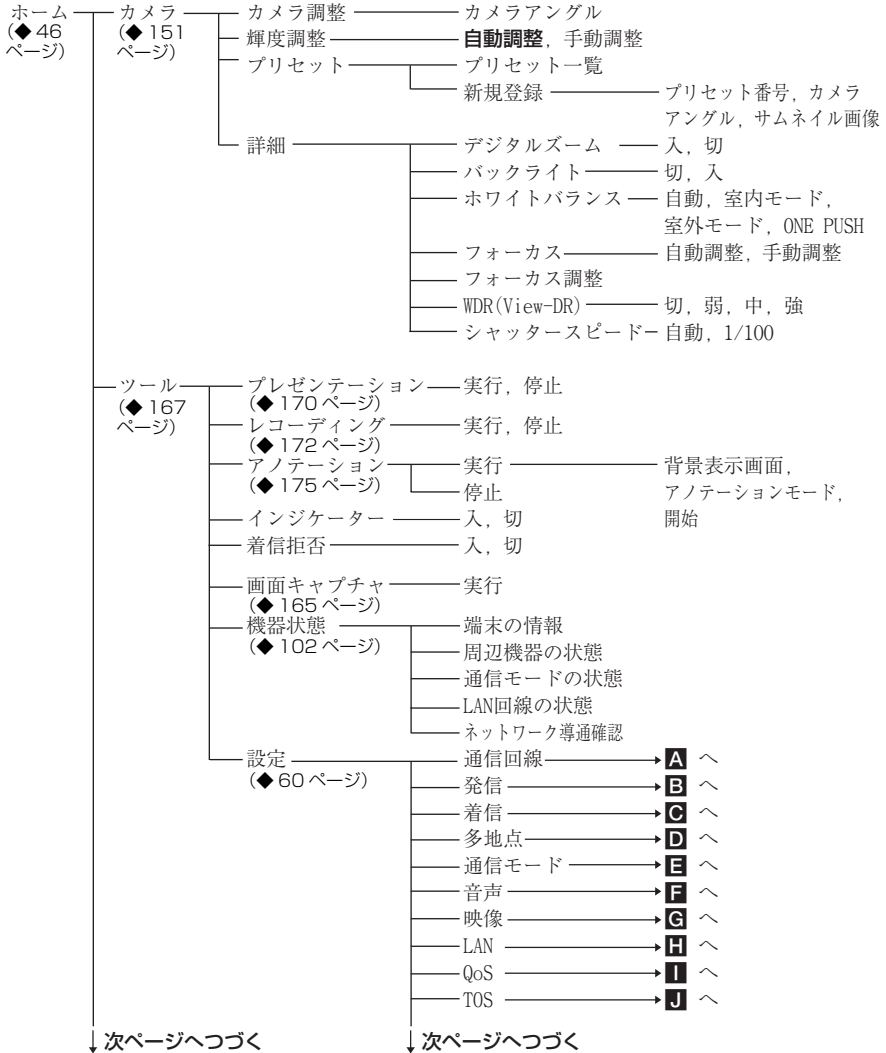 ホーム カメラ カメラ調整 カメラアングル
(◆ 46 ページ) (◆ 151 ページ)
輝度調整 自動調整, 手動調整
プリセット プリセット一覧
新規登録 プリセット番号, カメラ
アングル, サムネイル画像
詳細 デジタルズーム 入, 切
バックライト 切, 入
ホワイトバランス 自動, 室内モード,
室外モード, ONE PUSH
フォーカス 自動調整, 手動調整
フォーカス調整
WDR(View-DR) 切, 弱, 中, 強
シャッタースピード 自動, 1/100
ツール プレゼンテーション 実行, 停止
(◆ 167 ページ) (◆ 170 ページ)
レコーディング 実行, 停止
(◆ 172 ページ)
アノテーション 実行 背景表示画面,
(◆ 175 ページ) 停止 アノテーションモード,
インジケーター 入, 切 開始
着信拒否 入, 切
画面キャプチャ 実行
(◆ 165 ページ)
機器状態 端末の情報
(◆ 102 ページ) 周辺機器の状態
通信モードの状態
LAN回線の状態
ネットワーク導通確認
設定 通信回線 A へ
(◆ 60 ページ) 発信 B へ
着信 C へ
多地点 D へ
通信モード E へ
音声 F へ
映像 G へ
LAN H へ
QoS I へ
TOS J へ
↓ 次ページへつづく ↓ 次ページへつづく